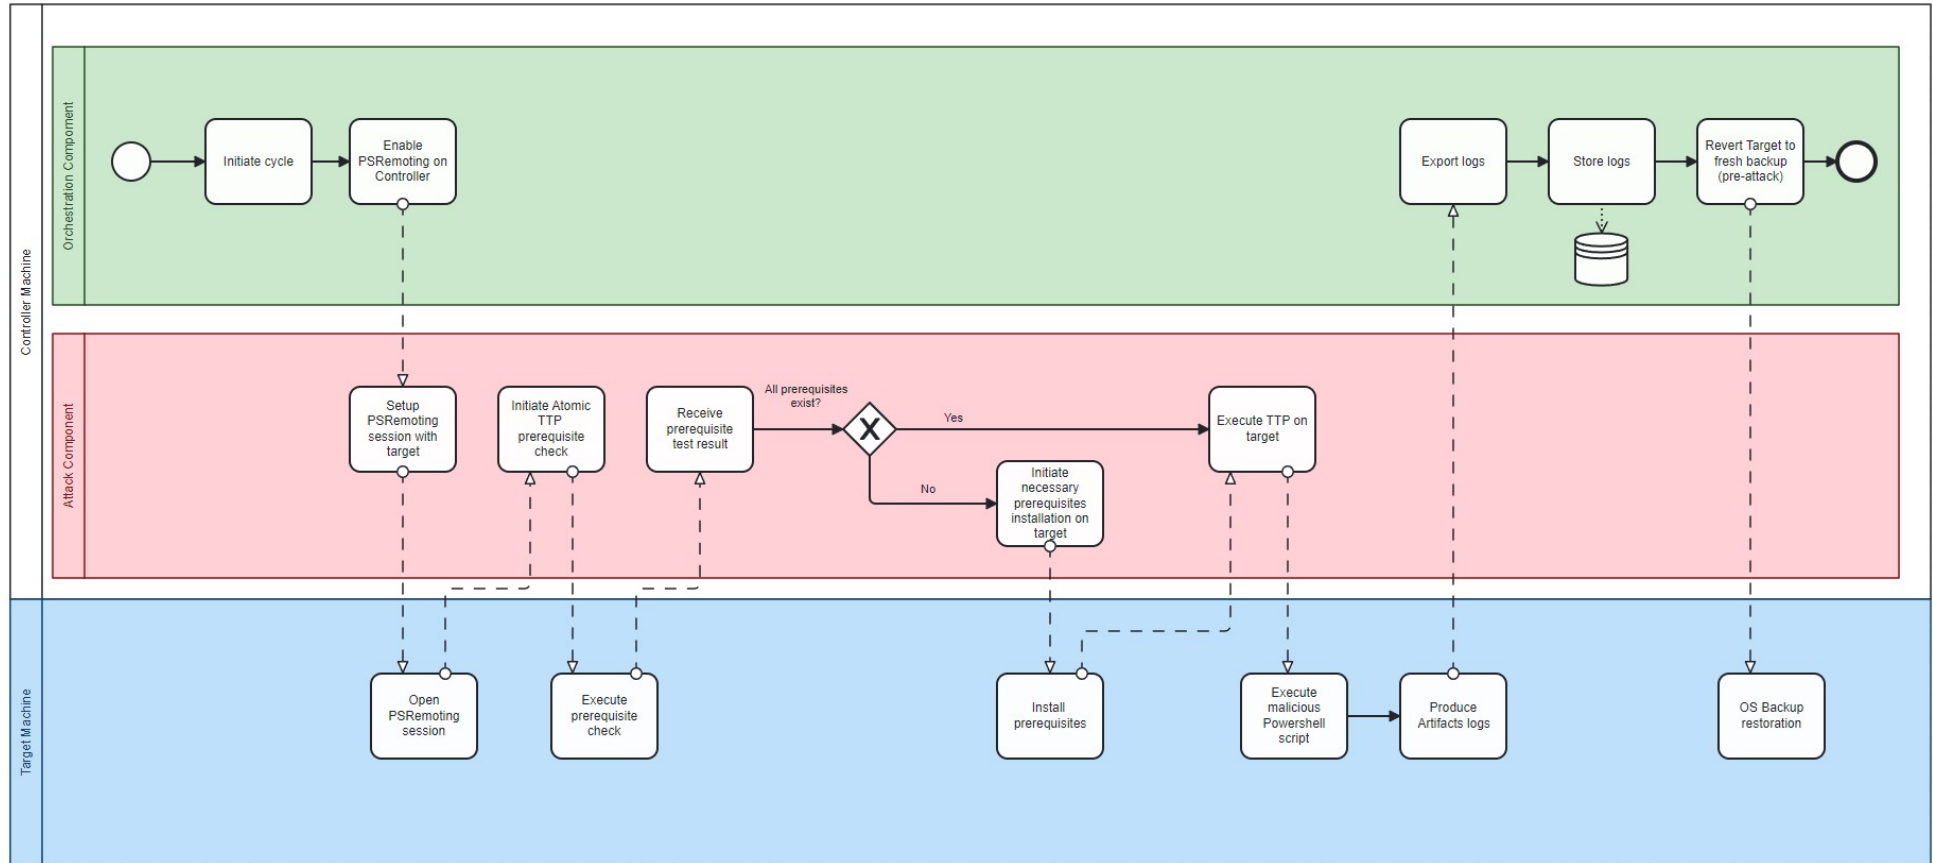 Controller Machine
Orchestration Compoment
Initiate cycle
Enable
PSRemoting on
Controller
Export logs
Store logs
Revert Target to
fresh backup
(pre-attack)
Attack Component
Setup
PSRemoting
session with
target
Initiate Atomic
TTP
prerequisite
check
Receive
prerequisite
test result
All prerequisites
exist?
Yes
No
Initiate
necessary
prerequisites
installation on
target
Execute TTP on
target
Target Machine
Open
PSRemoting
session
Execute
prerequisite
check
Install
prerequisites
Execute
malicious
Powershell
script
Produce
Artifacts logs
OS Backup
restoration